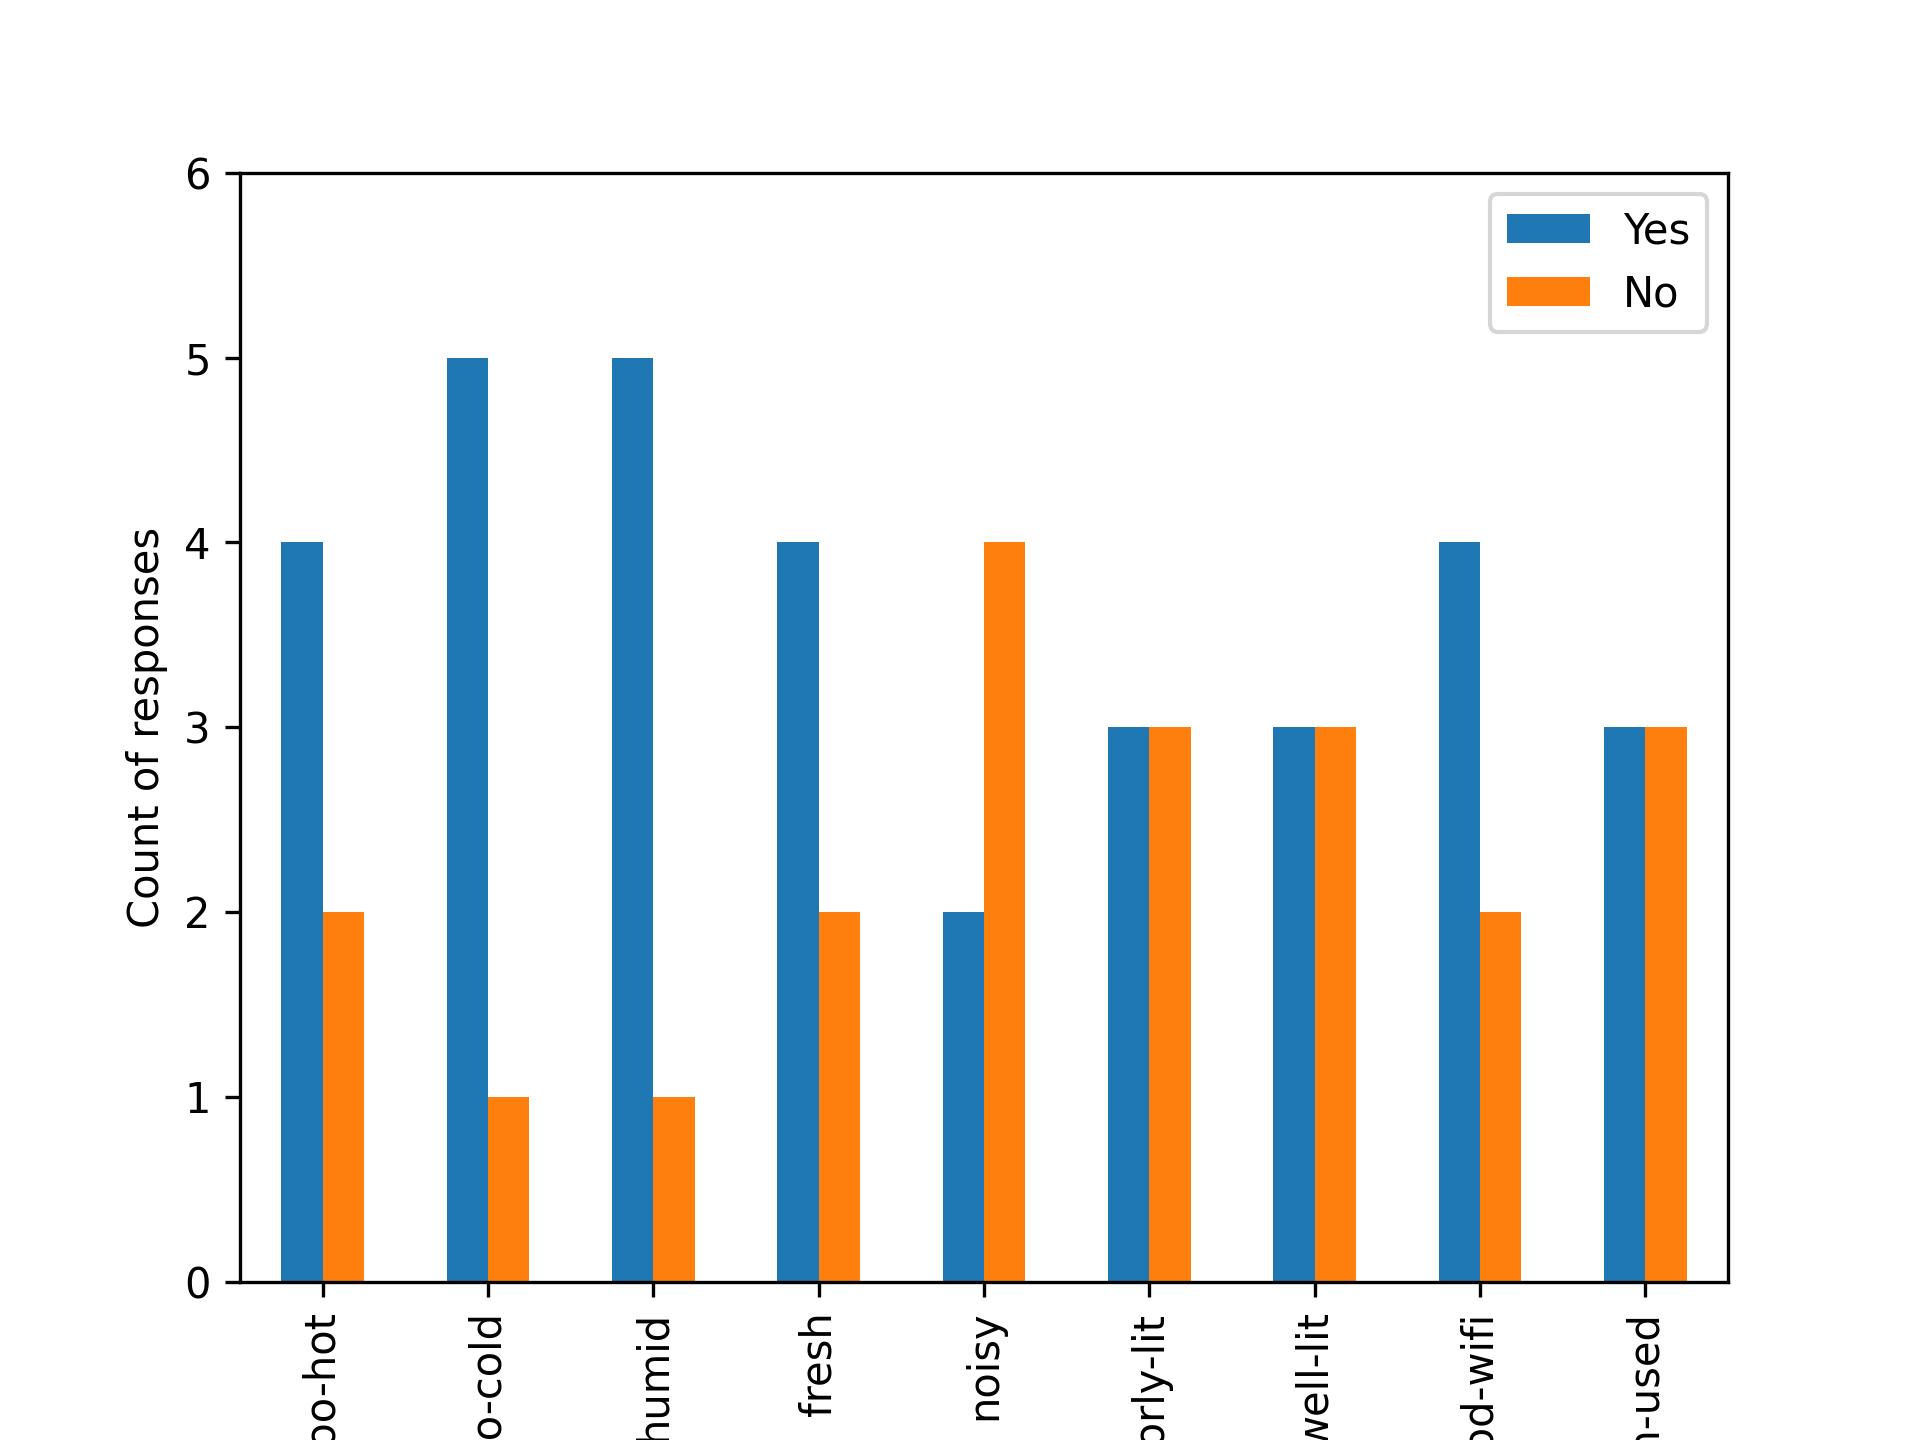 6
5
4
3
2
1
0
Count of responses
Yes
No
oo-hot
o-cold
humid
fresh
noisy
orly-lit
well-lit
od-wifi
n-used